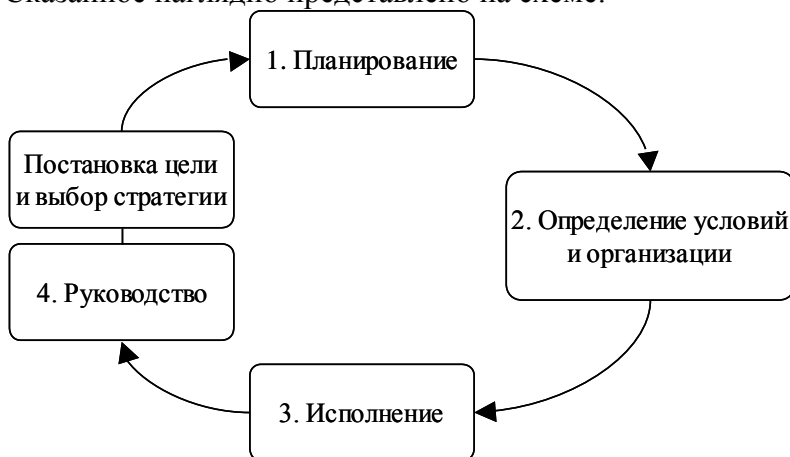 Сказанное наглядно представлено на схеме:
1. Планирование
Постановка цели
и выбор стратегии
2. Определение условий
и организации
4. Руководство
3. Исполнение